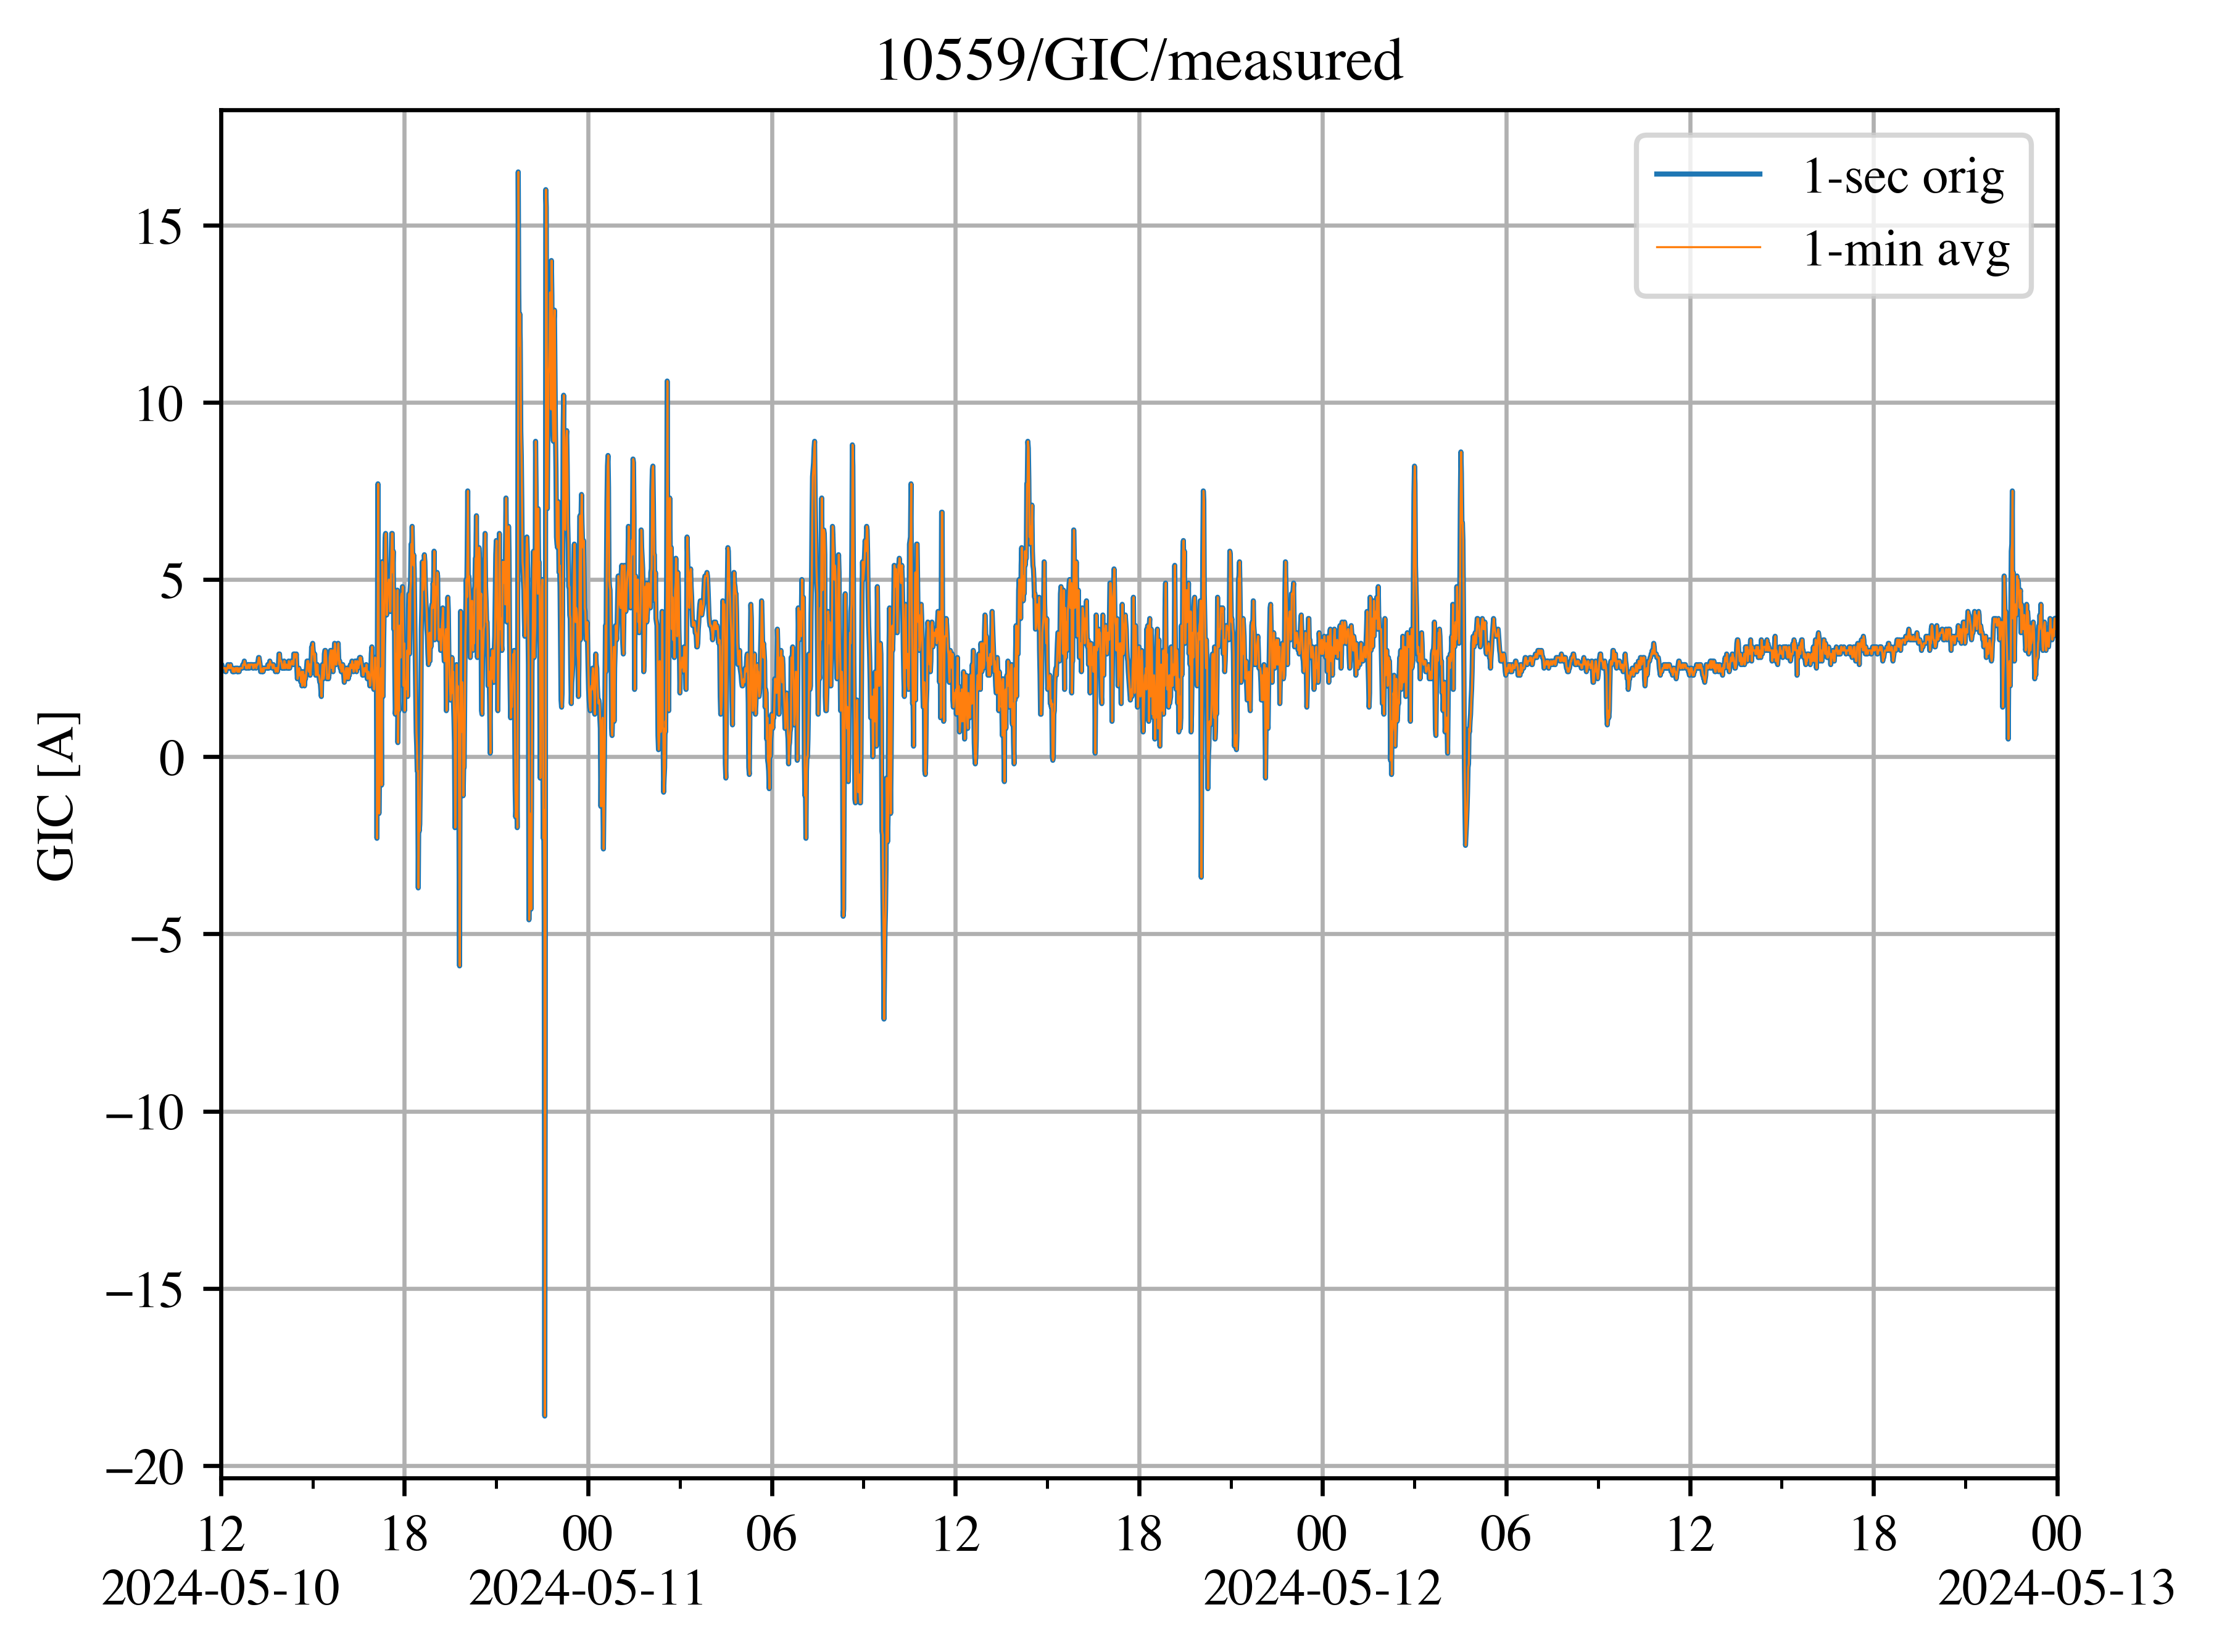 10559/GIC/measured
1-sec orig
1-min avg
GIC [A]
15
10
5
0
−5
−10
−15
−20
12 18 00 06 12 18 00 06 12 18 00
2024-05-10 2024-05-11 2024-05-12 2024-05-13